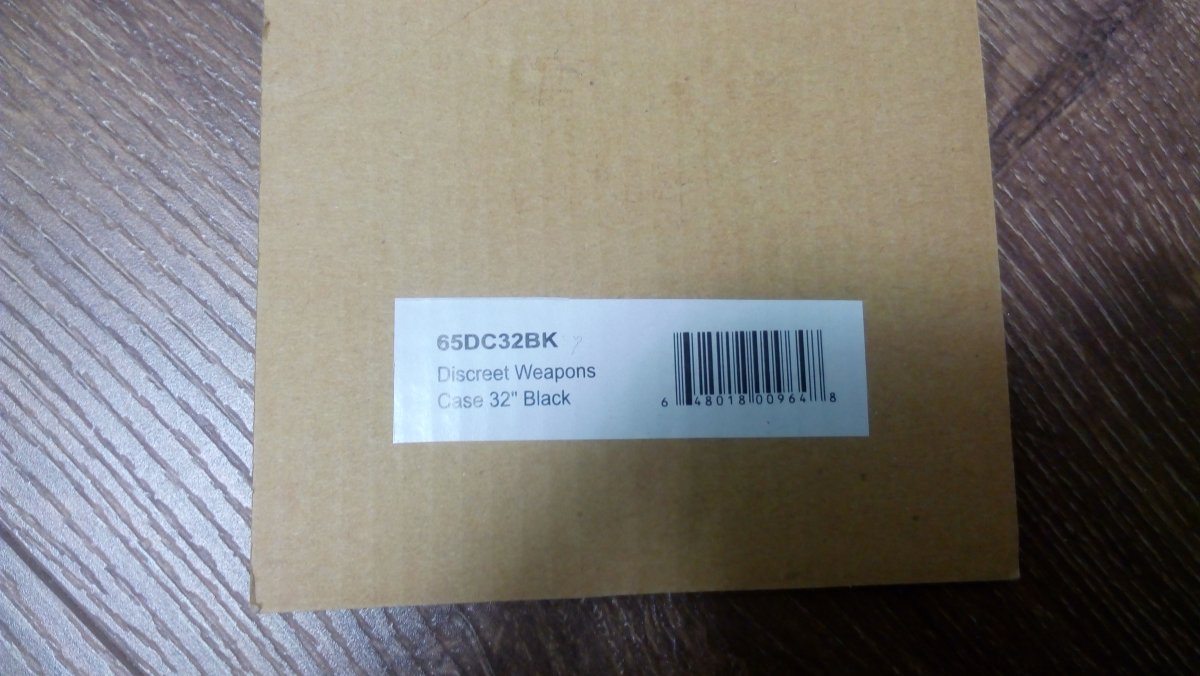 65DC32BK
Discreet Weapons
Case 32" Black
6 48018 00964 8